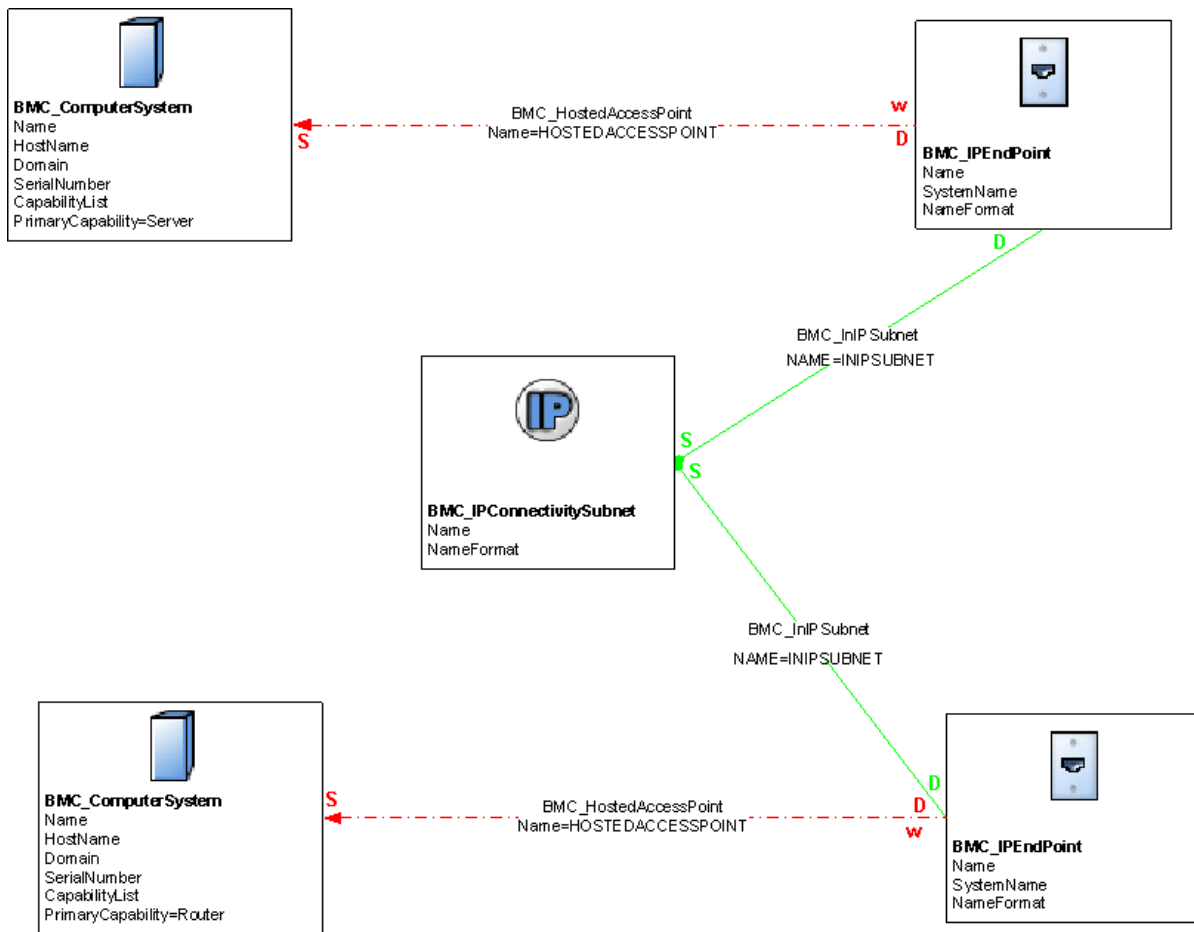 BMC_ComputerSystem
Name
HostName
Domain
SerialNumber
CapabilityList
PrimaryCapability=Server
S
BMC_HostedAccessPoint
Name=HOSTEDACCESSPOINT
W
D
BMC_IPEndPoint
Name
SystemName
NameFormat
D
BMC_InIPSubnet
NAME=INIPSUBNET
S
S
IP
BMC_IPConnectivitySubnet
Name
NameFormat
BMC_InIPSubnet
NAME=INIPSUBNET
D
BMC_ComputerSystem
Name
HostName
Domain
SerialNumber
CapabilityList
PrimaryCapability=Router
S
BMC_HostedAccessPoint
Name=HOSTEDACCESSPOINT
D
W
BMC_IPEndPoint
Name
SystemName
NameFormat